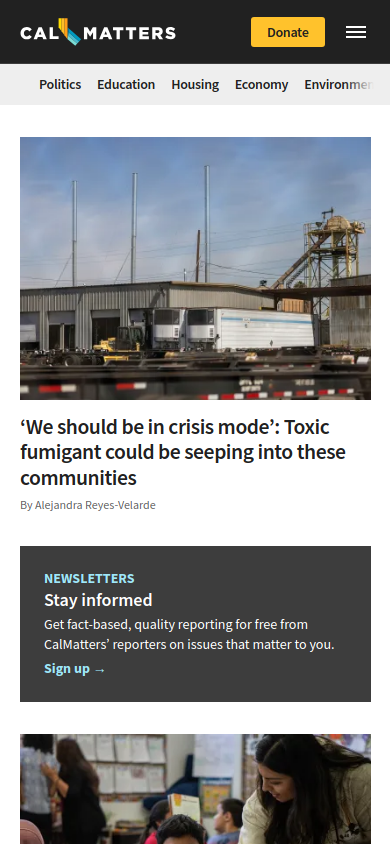 CAL MATTERS
Donate
Politics Education Housing Economy Environmen
‘We should be in crisis mode’: Toxic
fumigant could be seeping into these
communities
By Alejandra Reyes-Velarde
NEWSLETTERS
Stay informed
Get fact-based, quality reporting for free from
CalMatters’ reporters on issues that matter to you.
Sign up →